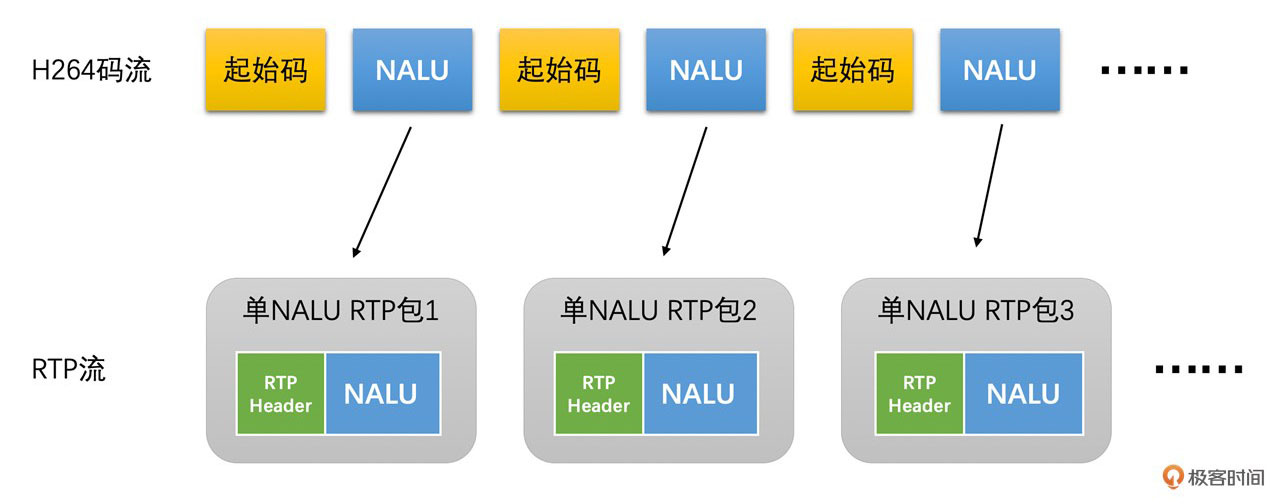 H264码流
起始码 NALU 起始码 NALU 起始码 NALU ······
单NALU RTP包1
单NALU RTP包2
单NALU RTP包3
RTP流
RTP
Header
NALU
RTP
Header
NALU
RTP
Header
NALU
······
极客时间